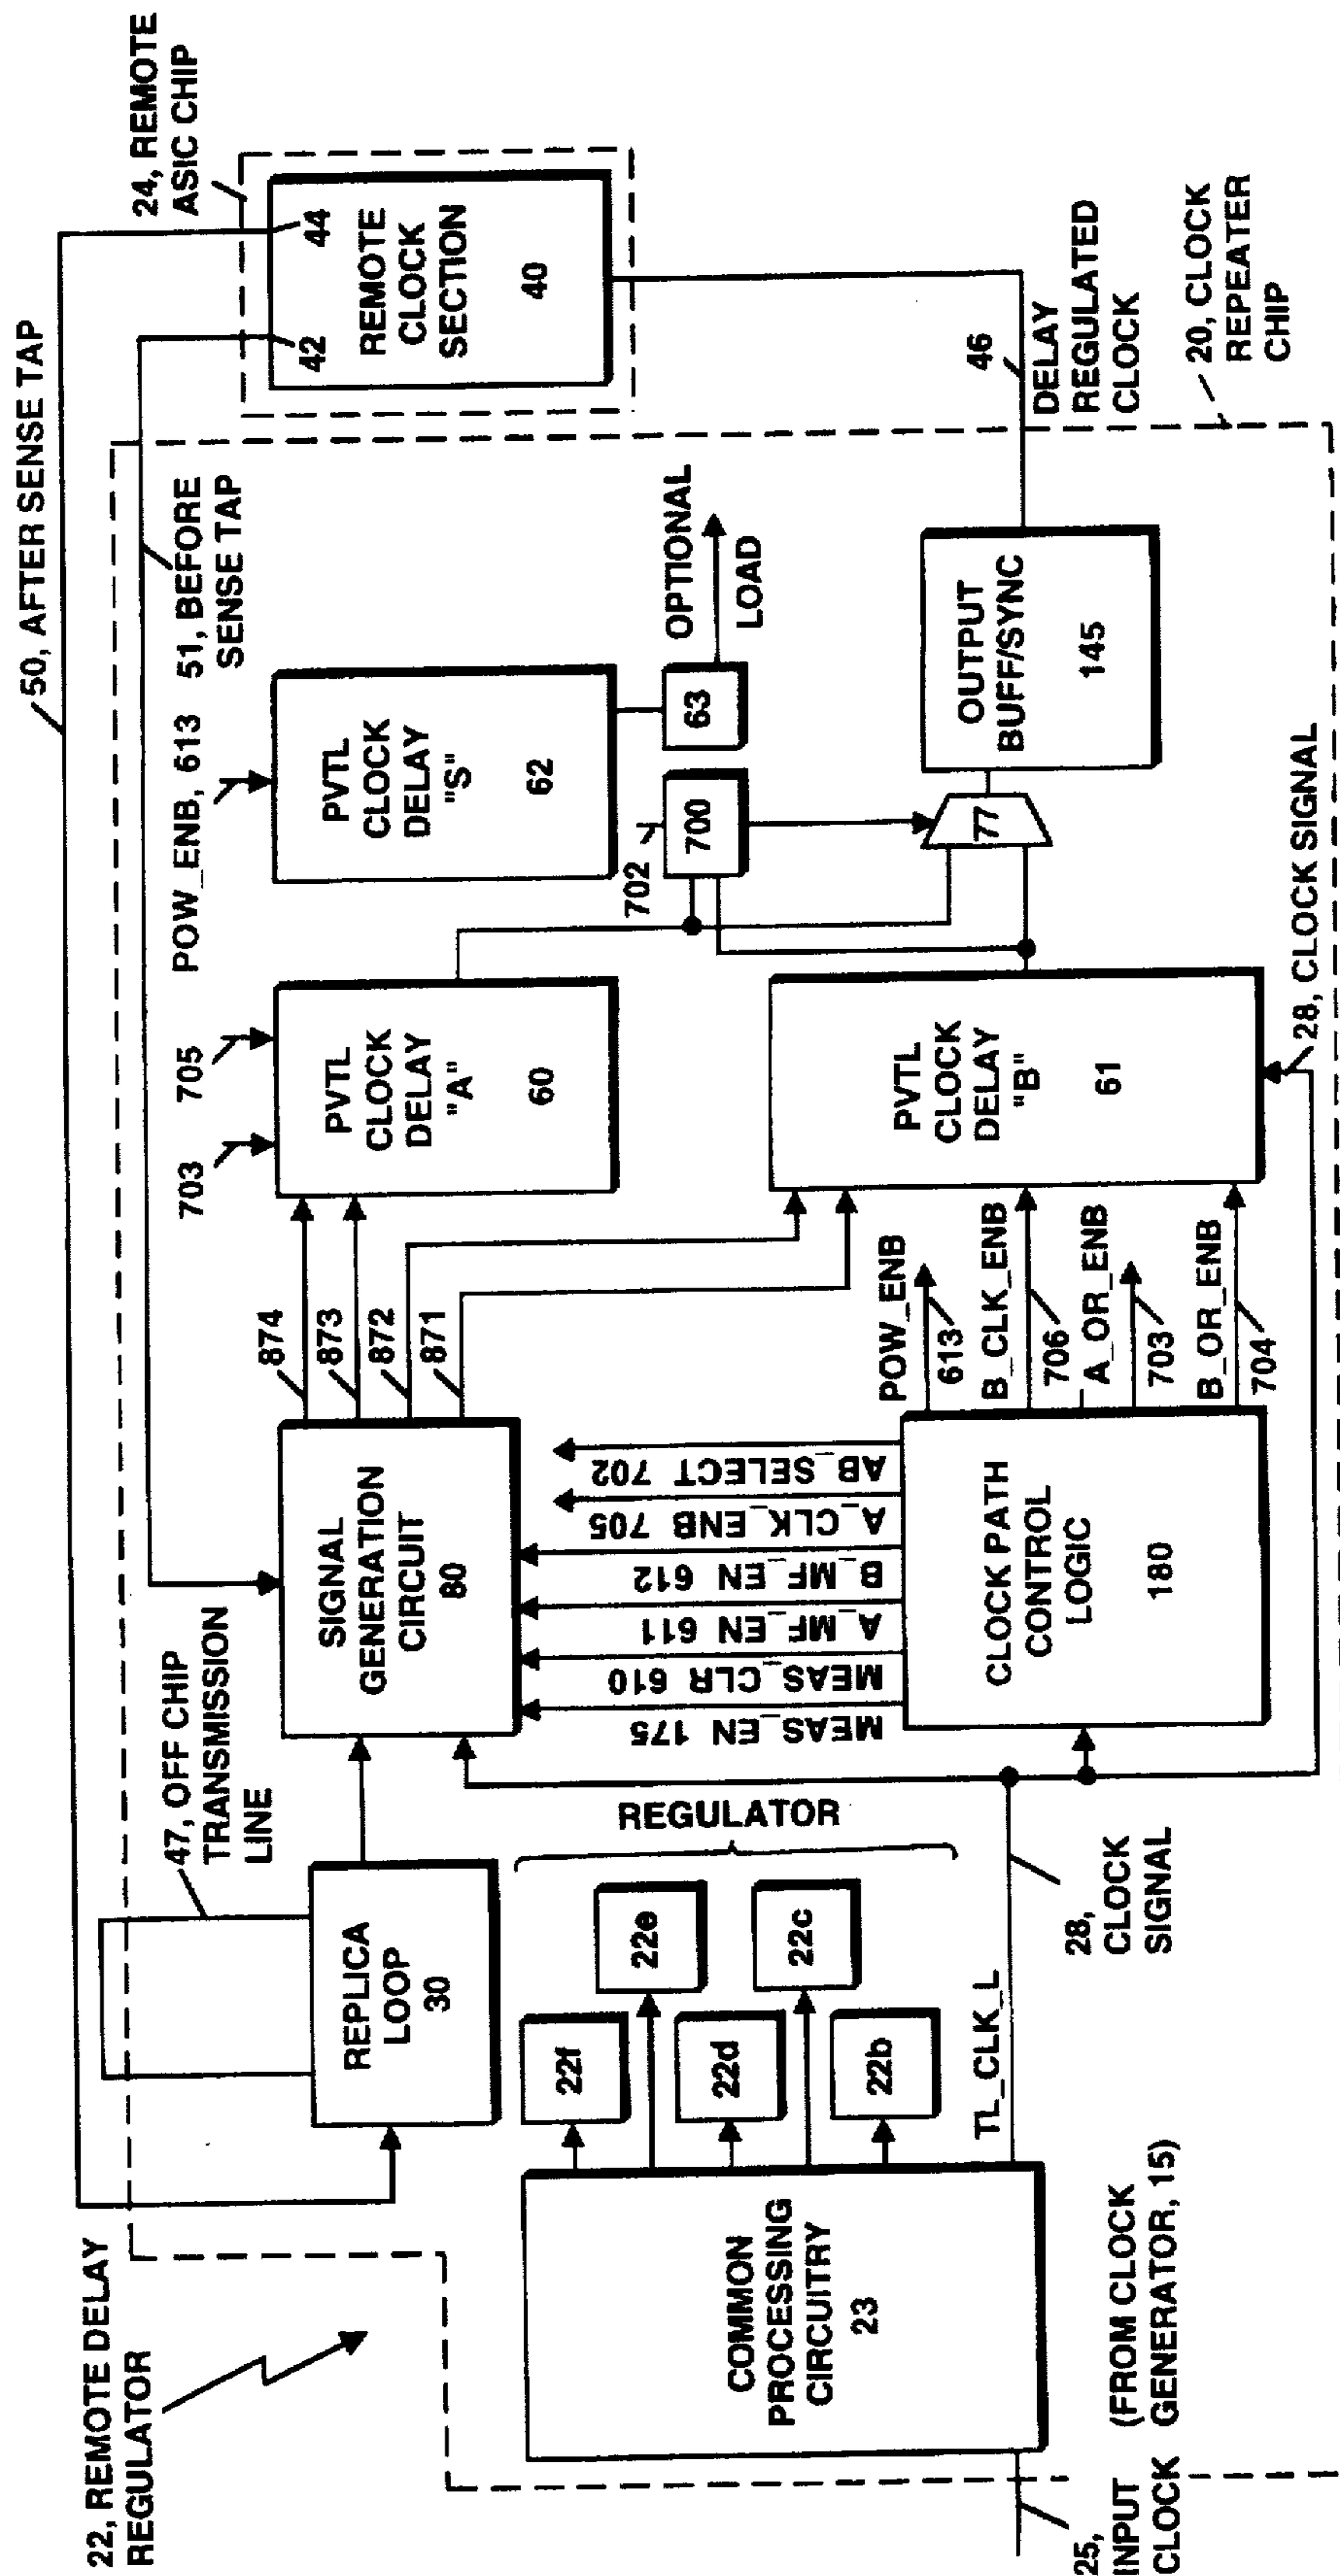 22, REMOTE DELAY
REGULATOR
50, AFTER SENSE TAP
47, OFF CHIP
TRANSMISSION
LINE
POW_ENB, 613
51, BEFORE
SENSE TAP
24, REMOTE
ASIC CHIP
REPLICA
LOOP
30
SIGNAL
GENERATION
CIRCUIT
80
874
873
872
871
703
705
PVTL
CLOCK
DELAY
"A"
60
PVTL
CLOCK
DELAY
"S"
62
42
44
REMOTE
CLOCK
SECTION
40
702
700
63
OPTIONAL
LOAD
REGULATOR
22f
22e
22d
22c
22b
MEAS_EN 175
MEAS_CLR 610
A_MF_EN 611
B_MF_EN 612
A_CLK_ENB 705
AB_SELECT 702
COMMON
PROCESSING
CIRCUITRY
23
TL_CLK_L
CLOCK PATH
CONTROL
LOGIC
180
POW_ENB
613
B_CLK_ENB
706
A_OR_ENB
703
B_OR_ENB
704
PVTL
CLOCK
DELAY
"B"
61
77
OUTPUT
BUFF/SYNC
145
46
DELAY
REGULATED
CLOCK
25,
INPUT
CLOCK
(FROM CLOCK
GENERATOR, 15)
28,
CLOCK
SIGNAL
28, CLOCK SIGNAL
20, CLOCK
REPEATER
CHIP